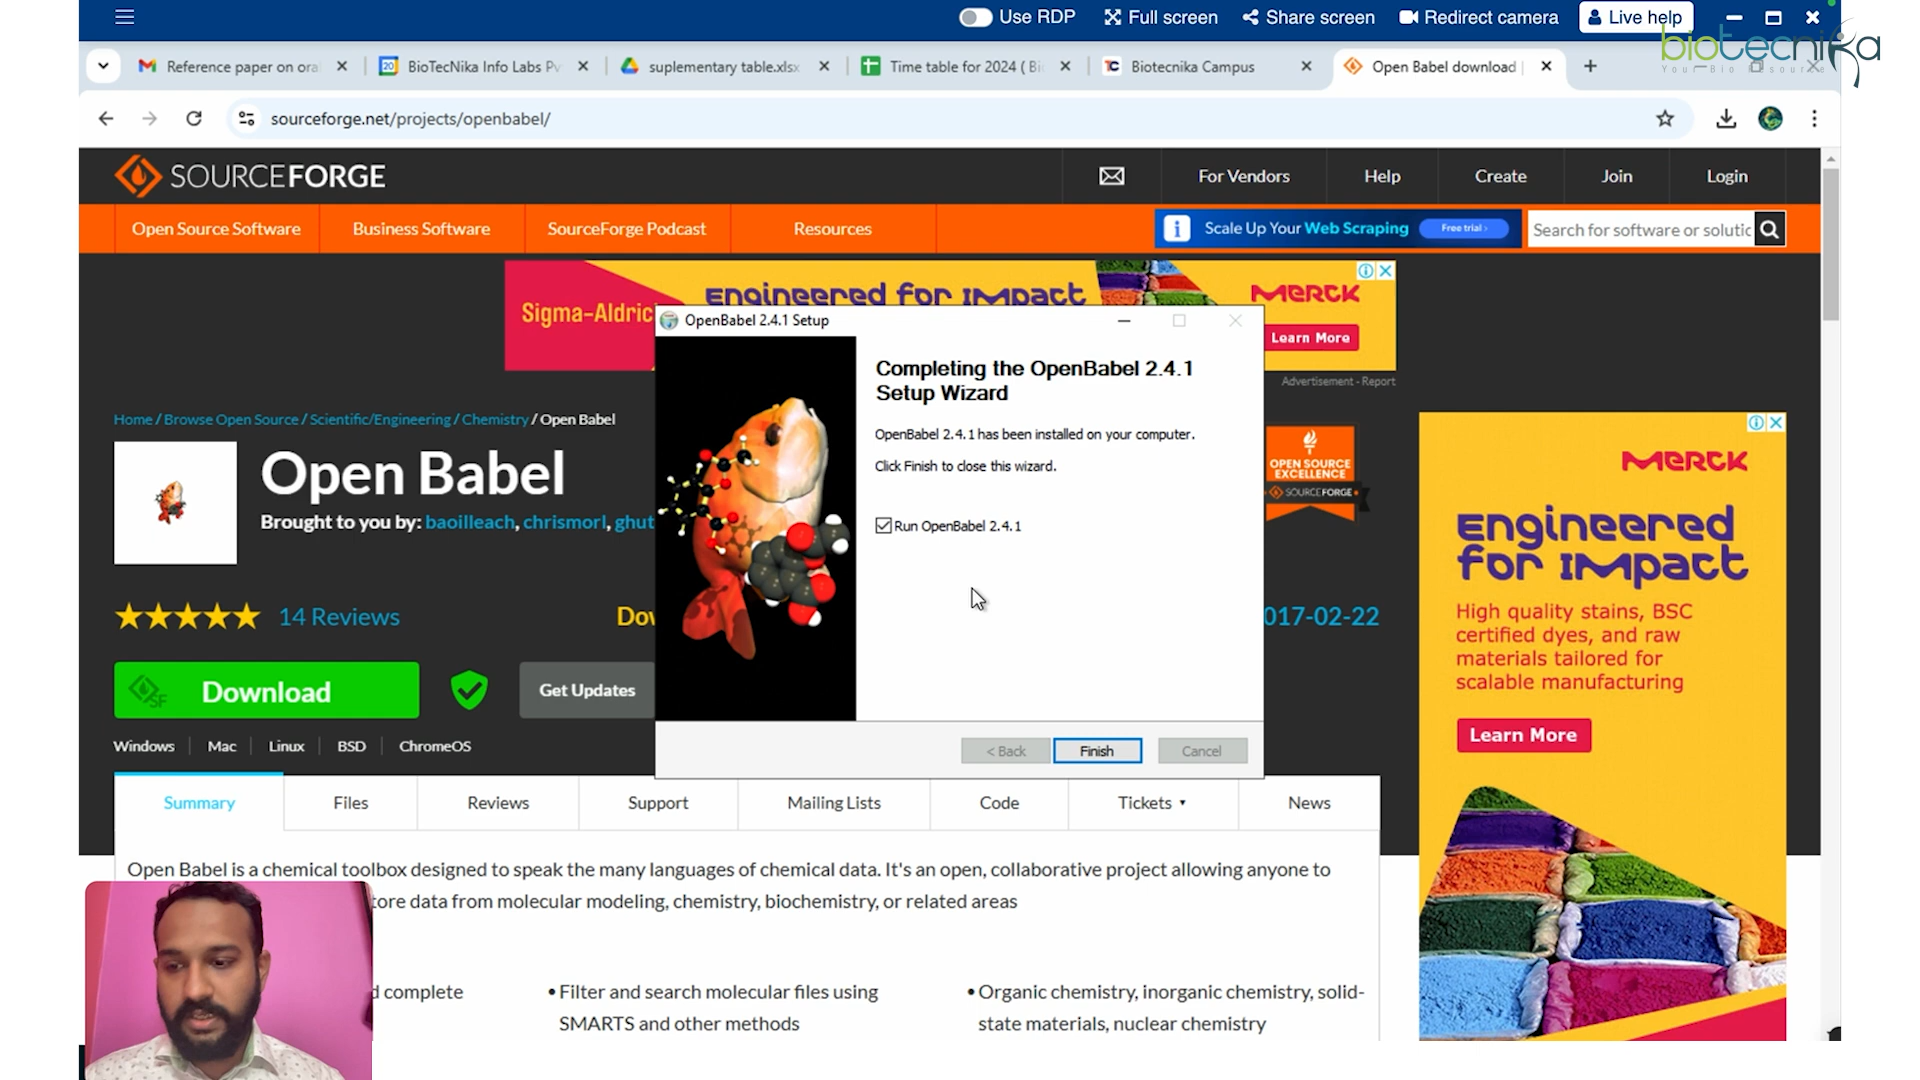 Use RDP
Full screen
Share screen
Redirect camera
Live help
biotecnika
Your Bio Resource
Reference paper on oral
BioTecNika Info Labs Pv
suplementary table.xlsx
Time table for 2024 ( Bi
Biotecnika Campus
Open Babel download |
sourceforge.net/projects/openbabel/
SOURCEFORGE
For Vendors
Help
Create
Join
Login
Open Source Software
Business Software
SourceForge Podcast
Resources
Scale Up Your Web Scraping
Free trial
Search for software or solutic
Sigma-Aldric
Engineered for Impact
Merck
Learn More
Advertisement - Report
OpenBabel 2.4.1 Setup
Completing the OpenBabel 2.4.1
Setup Wizard
OpenBabel 2.4.1 has been installed on your computer.
Click Finish to close this wizard.
Run OpenBabel 2.4.1
< Back
Finish
Cancel
Home / Browse Open Source / Scientific/Engineering / Chemistry / Open Babel
Open Babel
Brought to you by: baoilleach, chrismorl, ghut
OPEN SOURCE
EXCELLENCE
SOURCEFORGE
14 Reviews
Dov
017-02-22
SF
Download
Get Updates
Windows
Mac
Linux
BSD
ChromeOS
Summary
Files
Reviews
Support
Mailing Lists
Code
Tickets
News
Open Babel is a chemical toolbox designed to speak the many languages of chemical data. It's an open, collaborative project allowing anyone to
tore data from molecular modeling, chemistry, biochemistry, or related areas
d complete
• Filter and search molecular files using
SMARTS and other methods
• Organic chemistry, inorganic chemistry, solid-
state materials, nuclear chemistry
Merck
Engineered
for Impact
High quality stains, BSC
certified dyes, and raw
materials tailored for
scalable manufacturing
Learn More